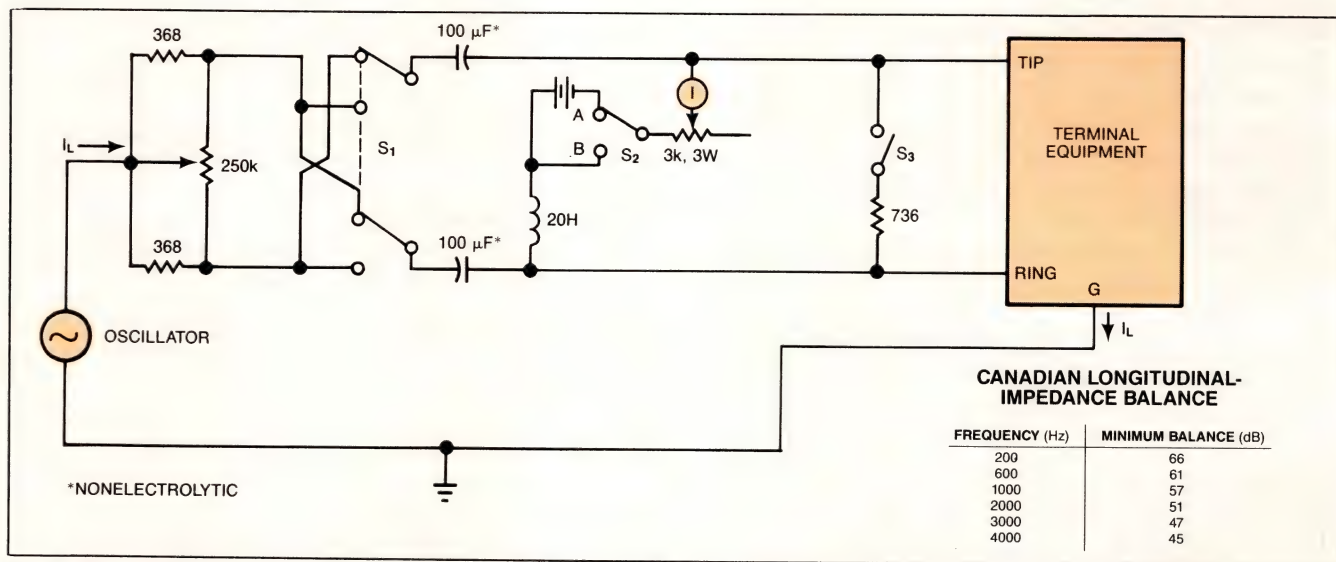 368
100 µF*
TIP
I
A
TERMINAL
EQUIPMENT
IL
S1
S2
250k
B
3k, 3W
S3
20H
736
368
100 µF*
RING
G
OSCILLATOR
IL
CANADIAN LONGITUDINAL-
IMPEDANCE BALANCE
FREQUENCY (Hz) MINIMUM BALANCE (dB)
200 66
600 61
1000 57
2000 51
3000 47
4000 45
*NONELECTROLYTIC